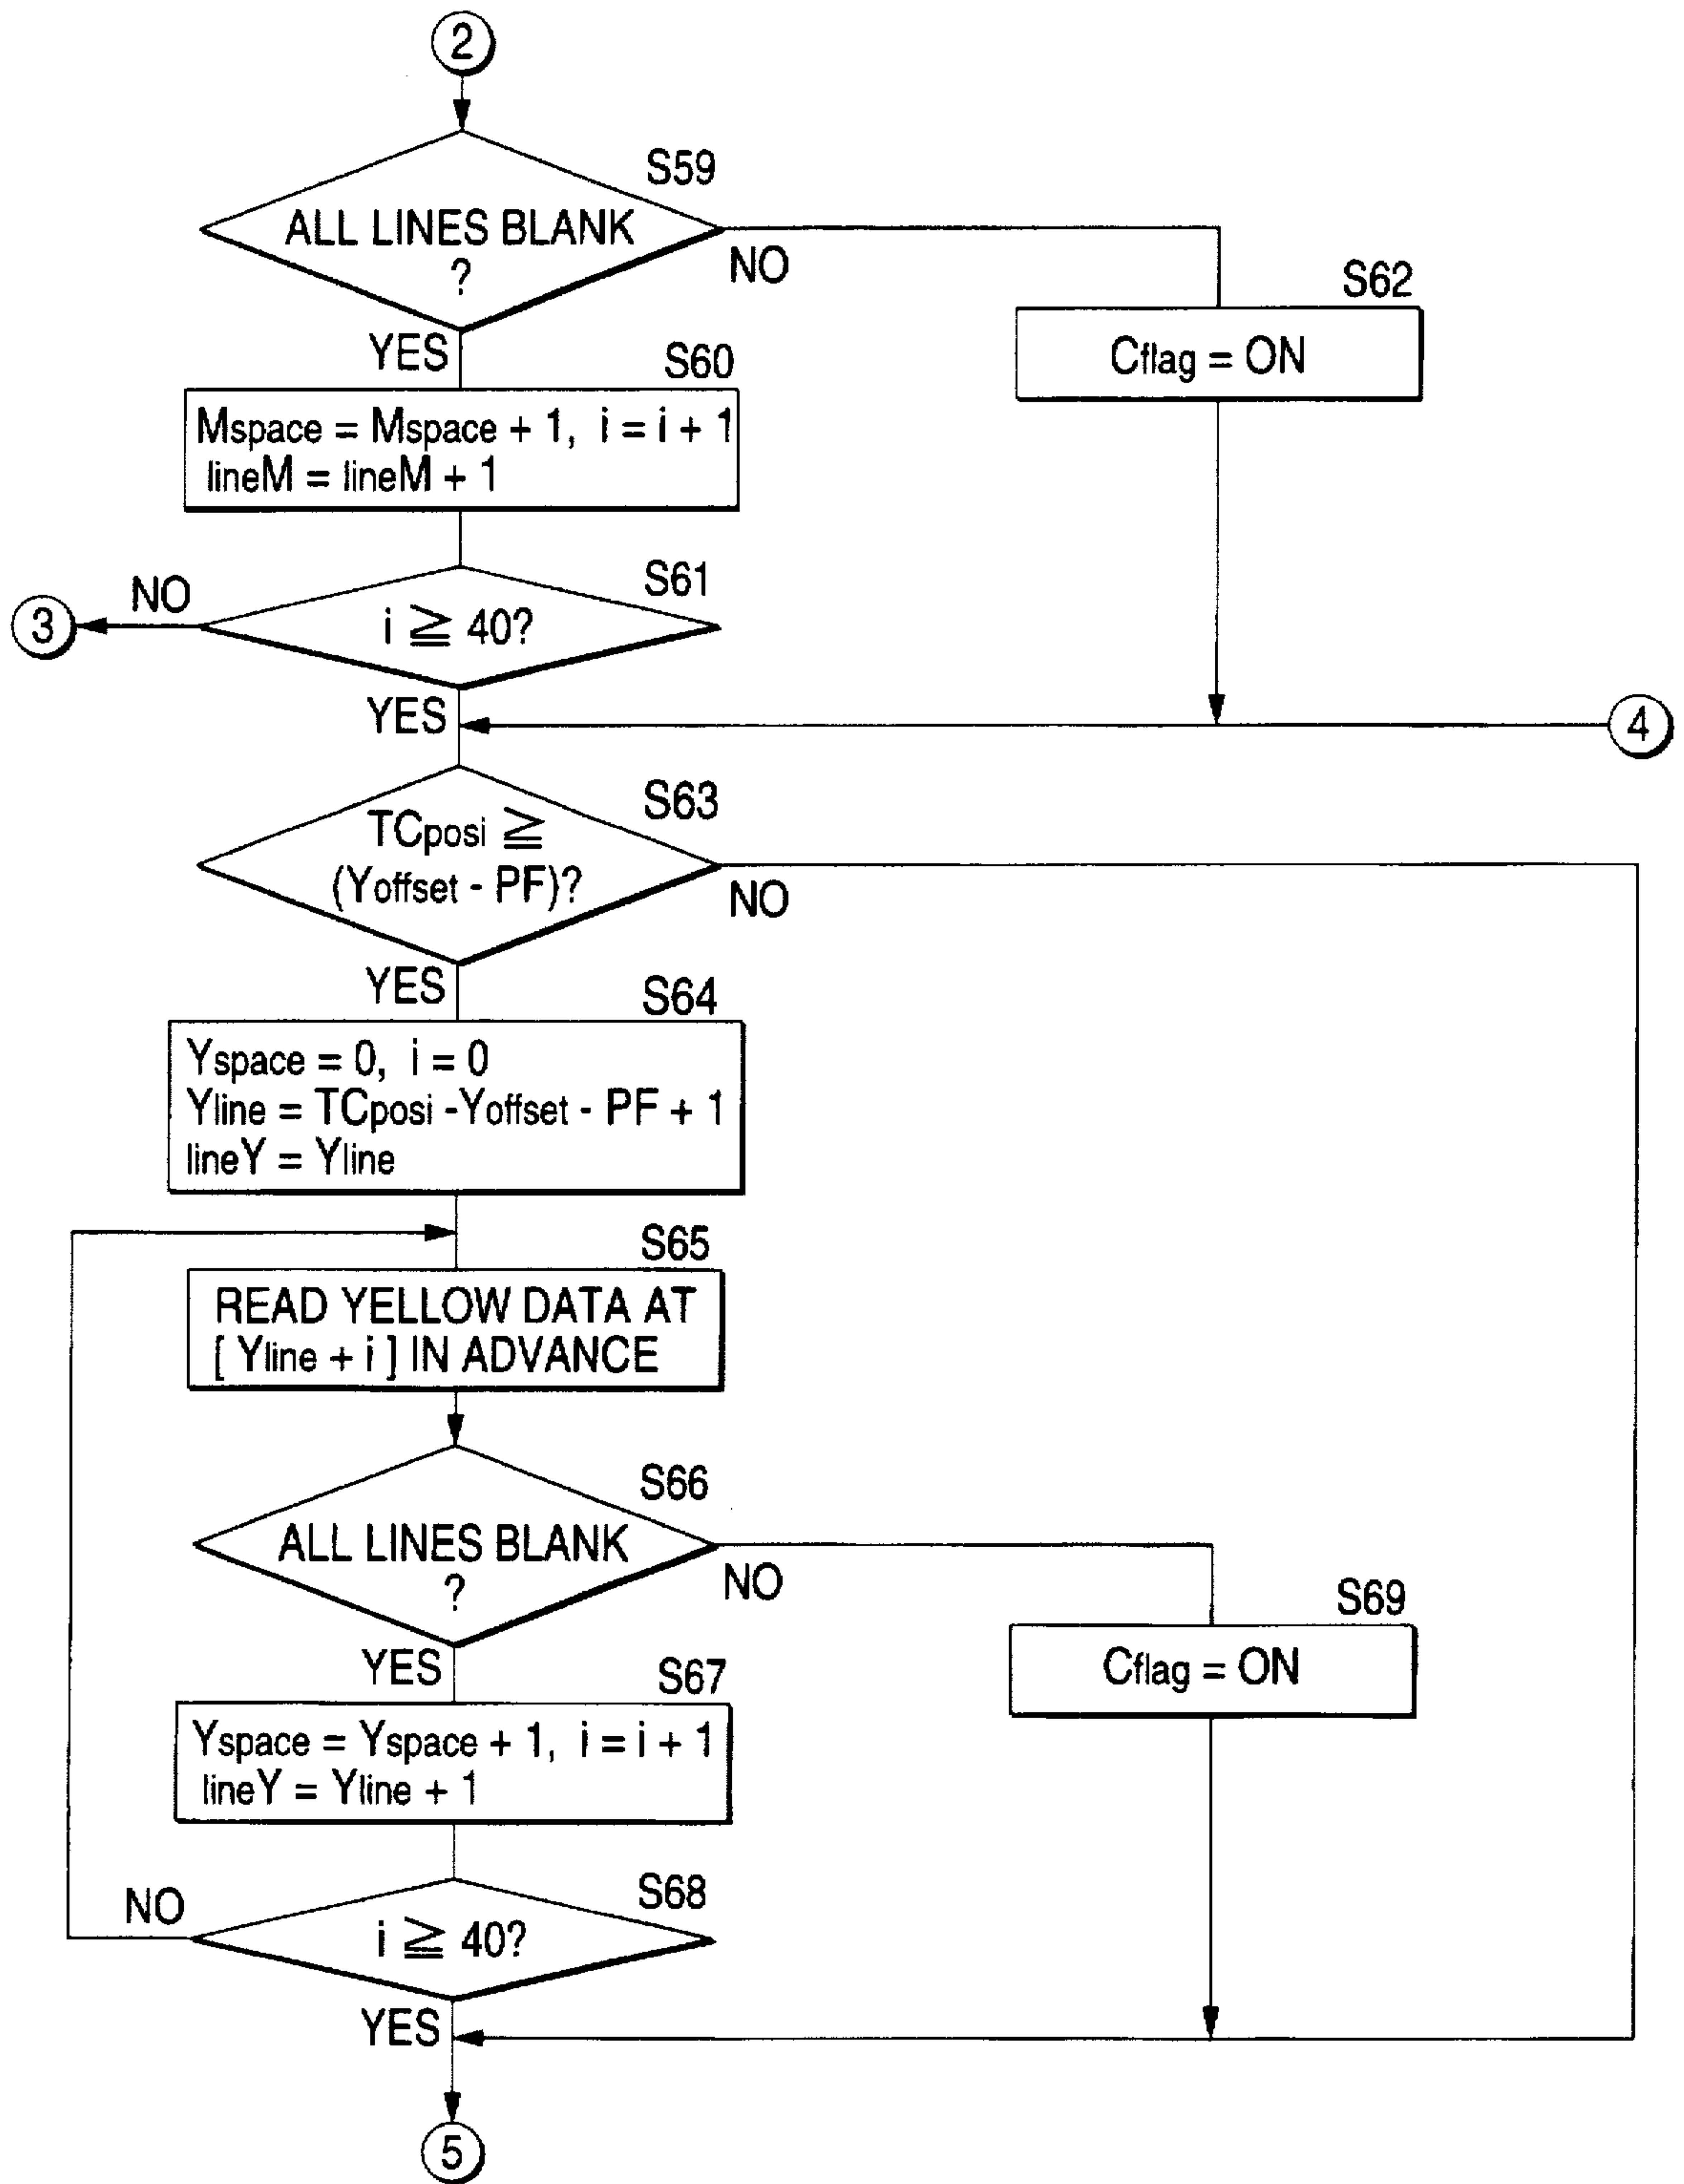 2
S59
ALL LINES BLANK
?
NO
YES
S62
Cflag = ON
S60
Mspace = Mspace + 1, i = i + 1
lineM = lineM + 1
S61
i ≧ 40?
NO
3
YES
4
S63
TCposi ≧
(Yoffset - PF)?
NO
YES
S64
Yspace = 0, i = 0
Yline = TCposi -Yoffset - PF + 1
lineY = Yline
S65
READ YELLOW DATA AT
[ Yline + i ] IN ADVANCE
S66
ALL LINES BLANK
?
NO
YES
S69
Cflag = ON
S67
Yspace = Yspace + 1, i = i + 1
lineY = Yline + 1
S68
i ≧ 40?
NO
YES
5